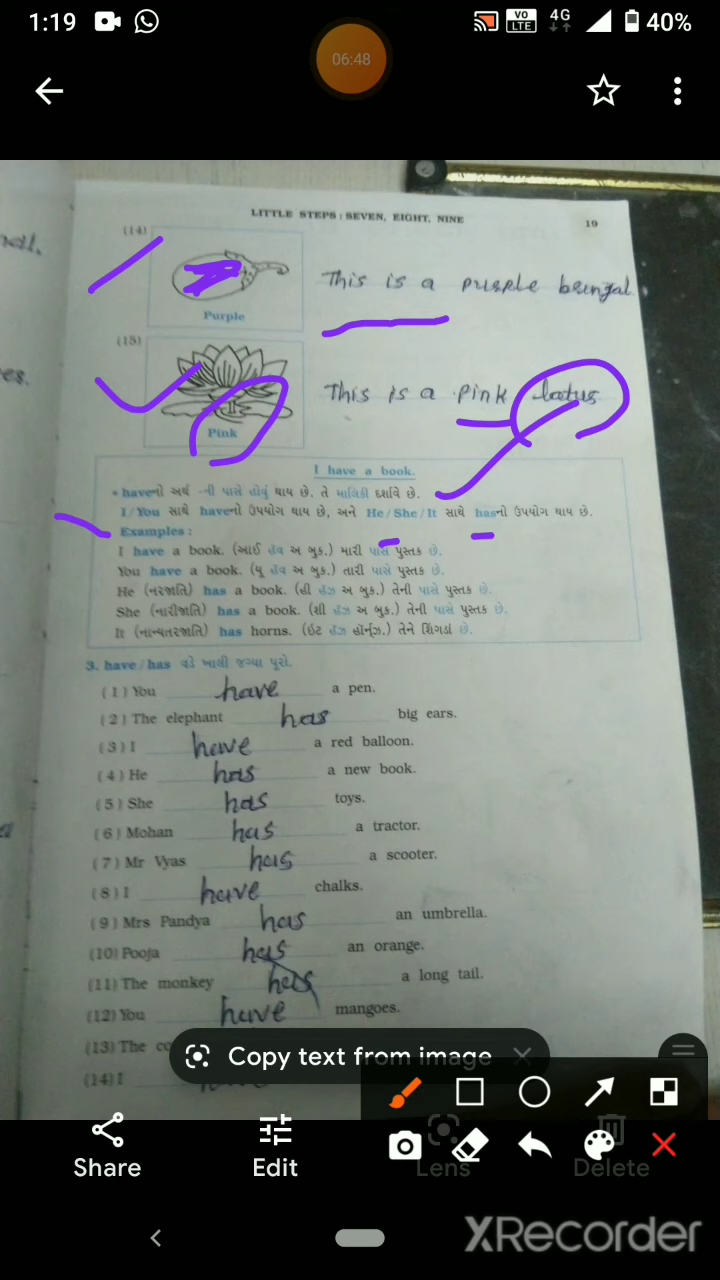 1:19 VO LTE 4G 40%
06:48
LITTLE STEPS : SEVEN, EIGHT, NINE 19
(14)
This is a purple bringal
Purple
(15)
This is a pink lotus
Pink
I have a book.
• haveનો અર્થ -ની પાસે હોવું થાય છે. તે માલિકી દર્શાવે છે.
I/You સાથે haveનો ઉપયોગ થાય છે, અને He/She/It સાથે hasનો ઉપયોગ થાય છે.
Examples :
I have a book. (આઈ હૅવ અ બુક.) મારી પાસે પુસ્તક છે.
You have a book. (યૂ હૅવ અ બુક.) તારી પાસે પુસ્તક છે.
He (નરજાતિ) has a book. (હી હૅઝ અ બુક.) તેની પાસે પુસ્તક છે.
She (નારીજાતિ) has a book. (શી હૅઝ અ બુક.) તેની પાસે પુસ્તક છે.
It (નાન્યતરજાતિ) has horns. (ઇટ હૅઝ હૉર્ન્ઝ.) તેને શિંગડાં છે.
3. have/has વડે ખાલી જગ્યા પૂરો.
(1) You have a pen.
(2) The elephant has big ears.
(3) I have a red balloon.
(4) He has a new book.
(5) She has toys.
(6) Mohan has a tractor.
(7) Mr Vyas has a scooter.
(8) I have chalks.
(9) Mrs Pandya has an umbrella.
(10) Pooja has an orange.
(11) The monkey has a long tail.
(12) You have mangoes.
(13) The
(14) I
Copy text from image
Share Edit Lens Delete
XRecorder